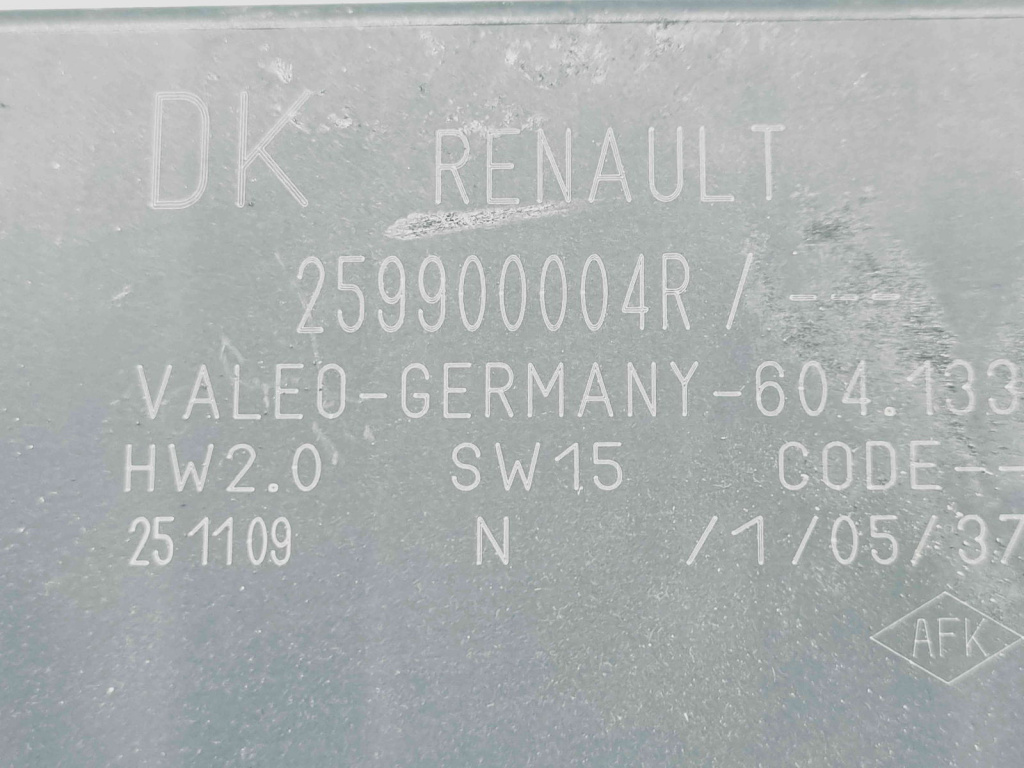 DK RENAULT
259900004R / ----
VALEO-GERMANY-604.133
HW2.0 SW15 CODE--
251109 N /1/05/37
AFK